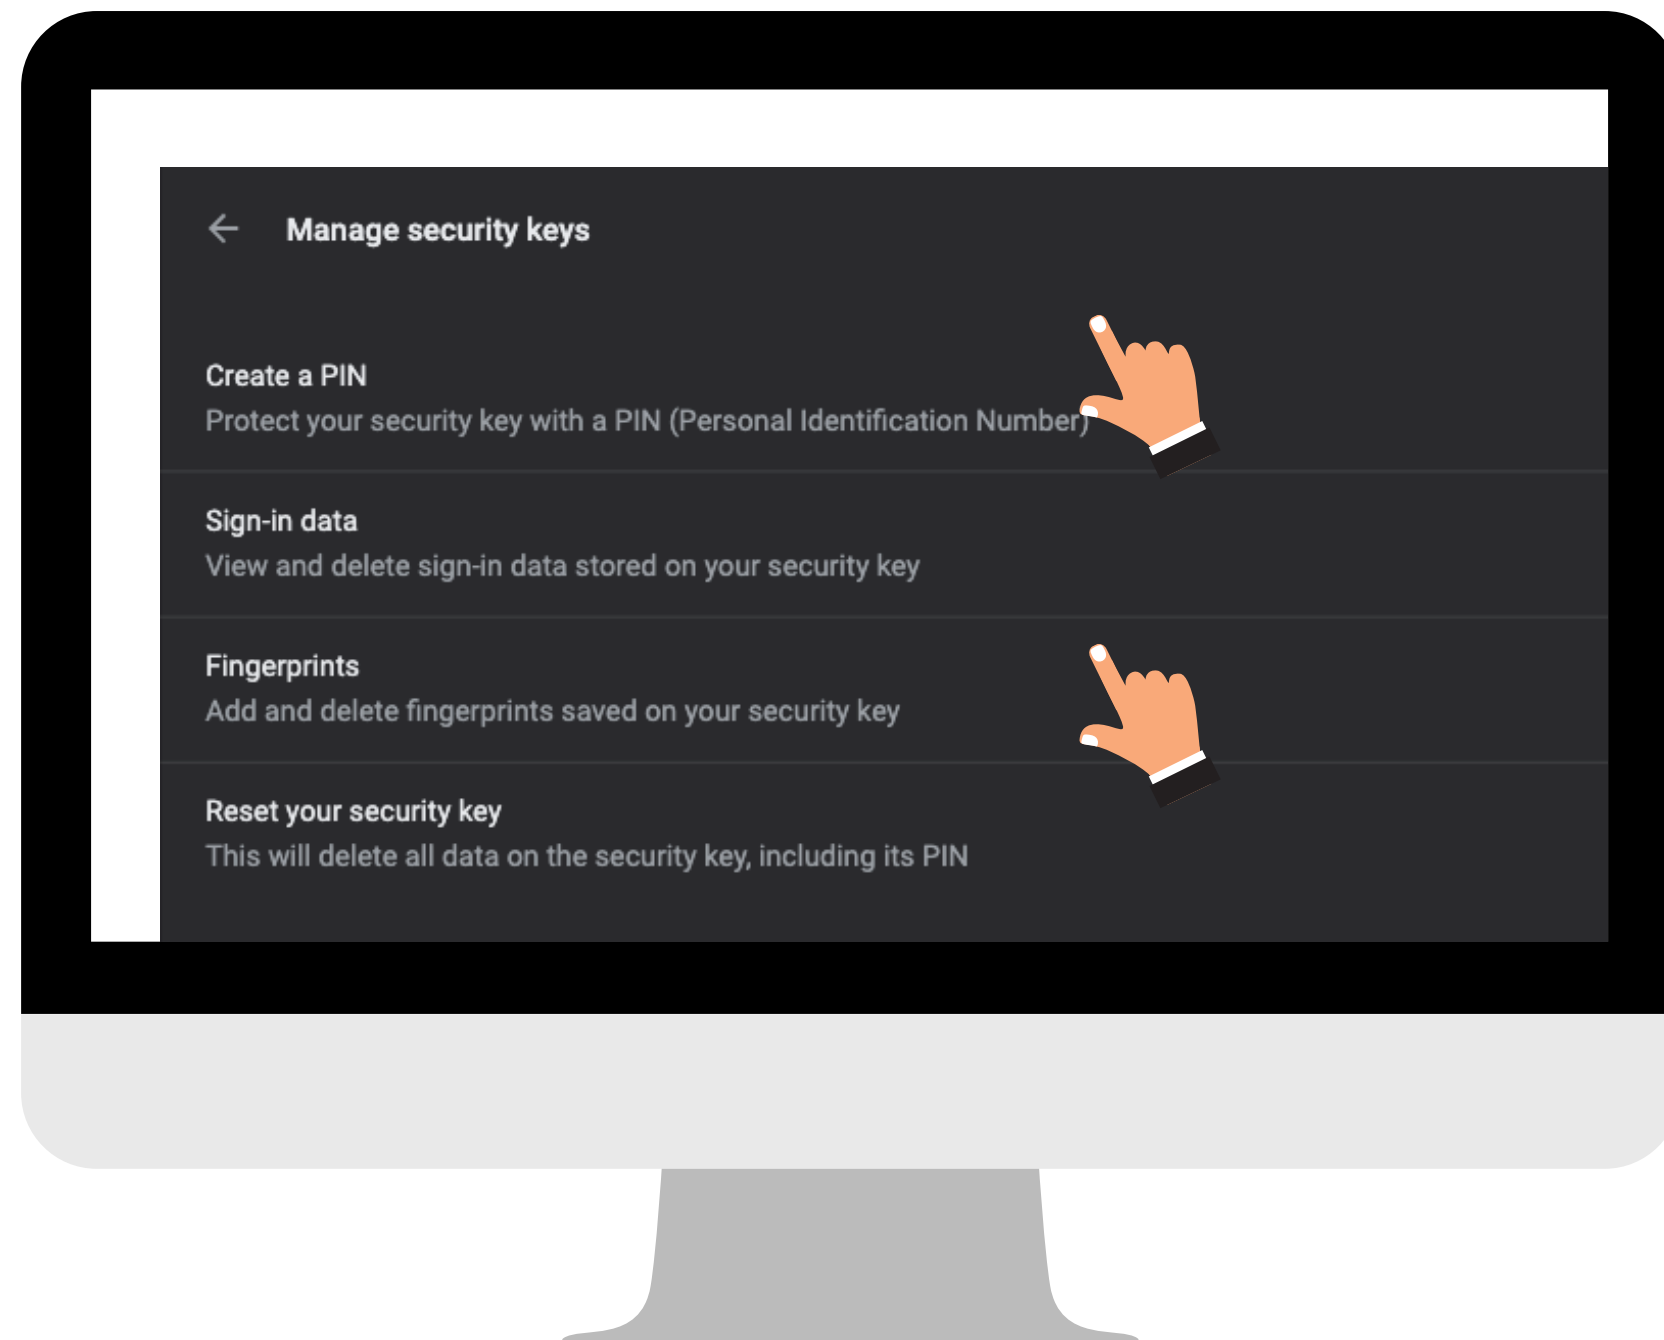 Manage security keys
Create a PIN
Protect your security key with a PIN (Personal Identification Number)
Sign-in data
View and delete sign-in data stored on your security key
Fingerprints
Add and delete fingerprints saved on your security key
Reset your security key
This will delete all data on the security key, including its PIN